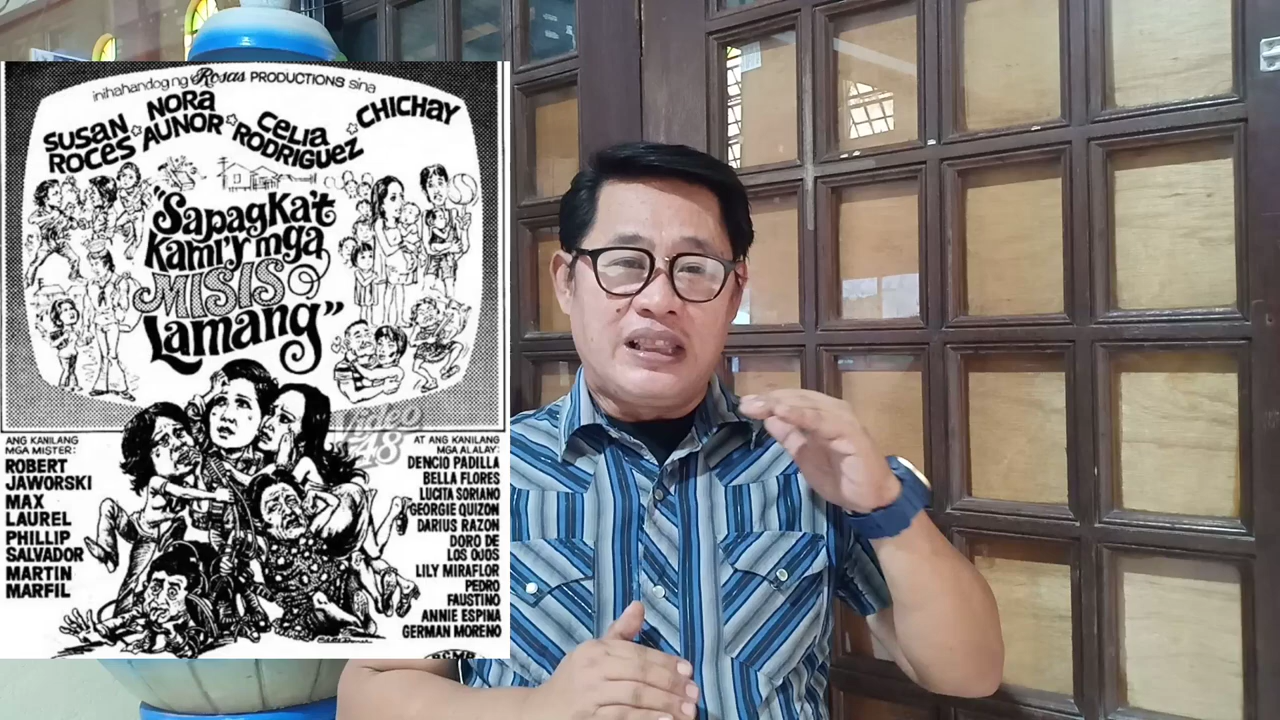 inihahandog ng Rosas PRODUCTIONS sina
SUSAN ROCES
NORA AUNOR
CELIA RODRIGUEZ
CHICHAY
"Sapagka't
kami'y mga
MISIS
Lamang"
Video 48
ANG KANILANG
MGA MISTER:
ROBERT
JAWORSKI
MAX
LAUREL
PHILLIP
SALVADOR
MARTIN
MARFIL
AT ANG KANILANG
MGA ALALAY:
DENCIO PADILLA
BELLA FLORES
LUCITA SORIANO
GEORGIE QUIZON
DARIUS RAZON
DORO DE
LOS OJOS
LILY MIRAFLOR
PEDRO
FAUSTINO
ANNIE ESPINA
GERMAN MORENO